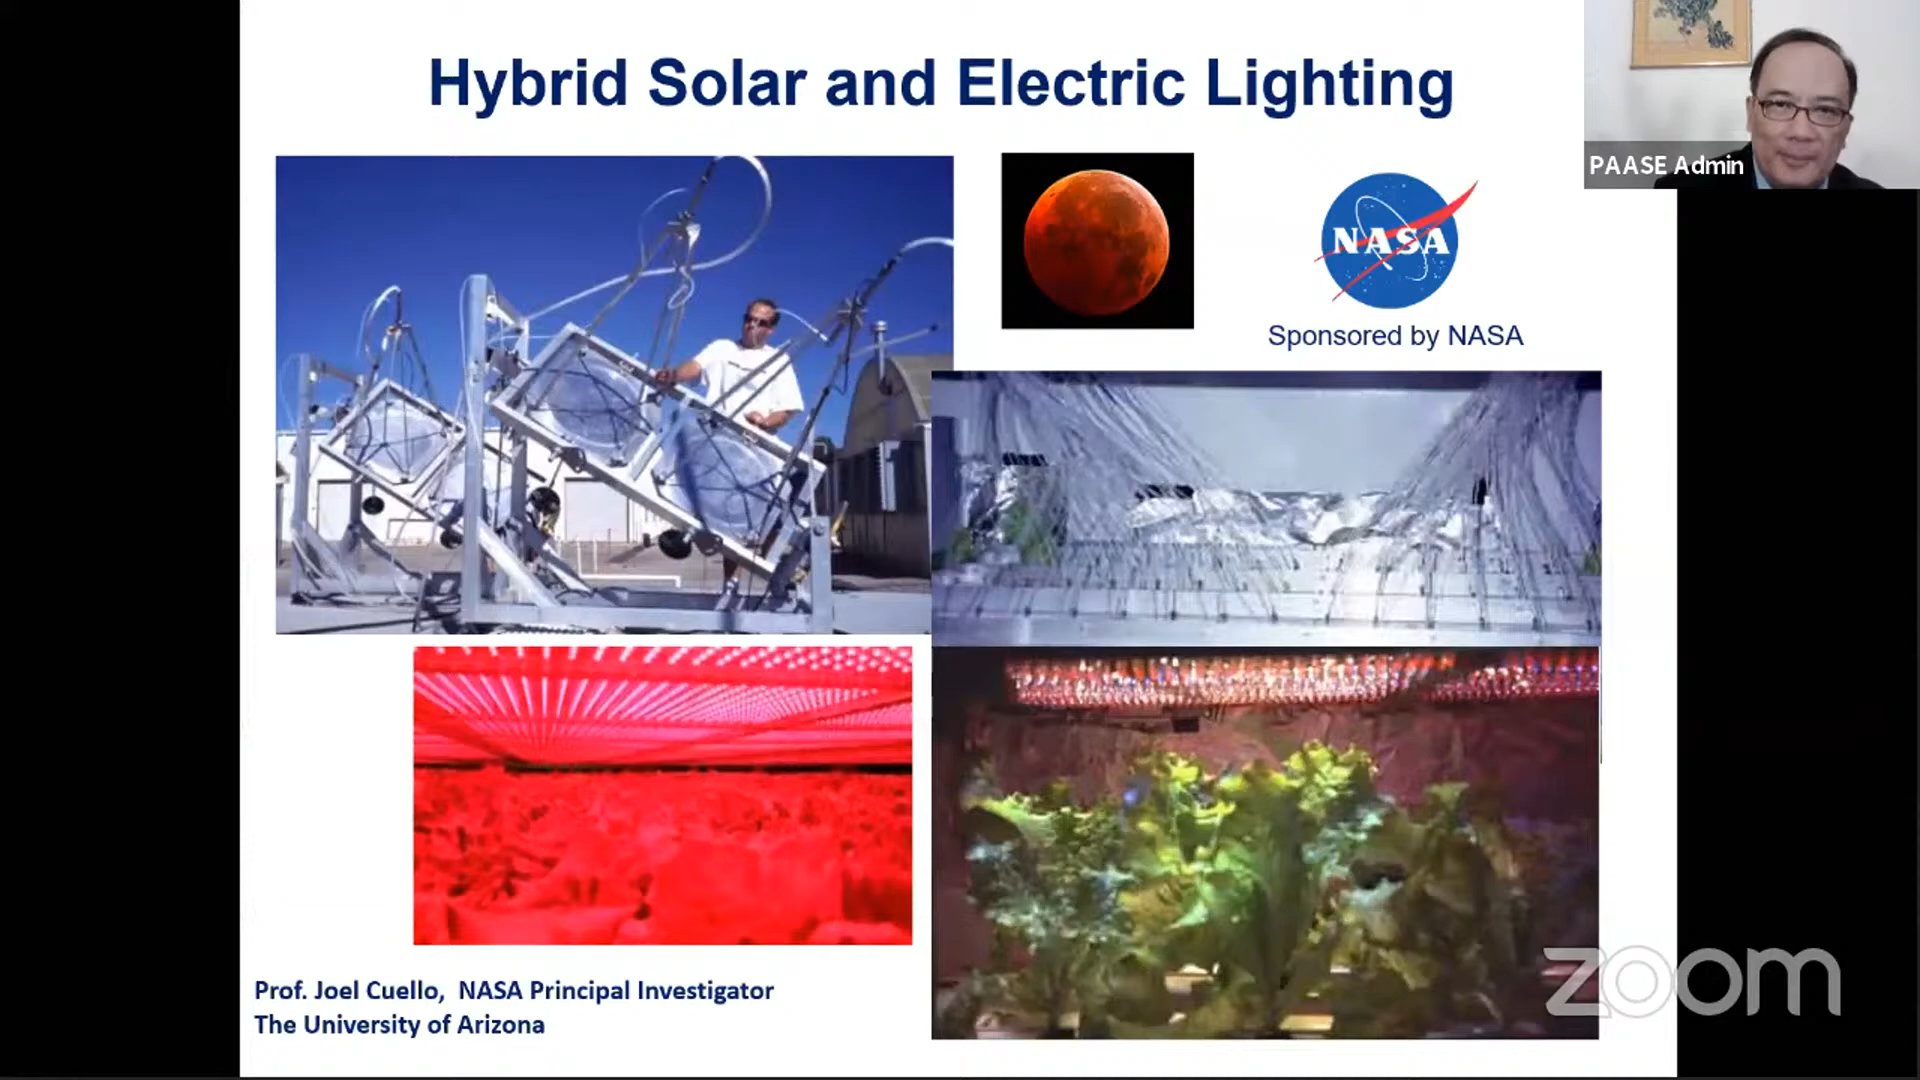 Hybrid Solar and Electric Lighting
PAASE Admin
NASA
Sponsored by NASA
Prof. Joel Cuello, NASA Principal Investigator
The University of Arizona
zoom